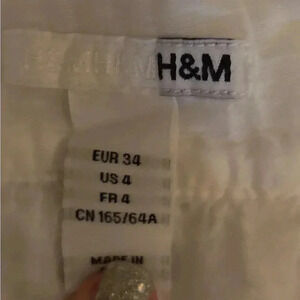 H&M H&M H&M
EUR 34
US 4
FR 4
CN 165/64A
MADE IN